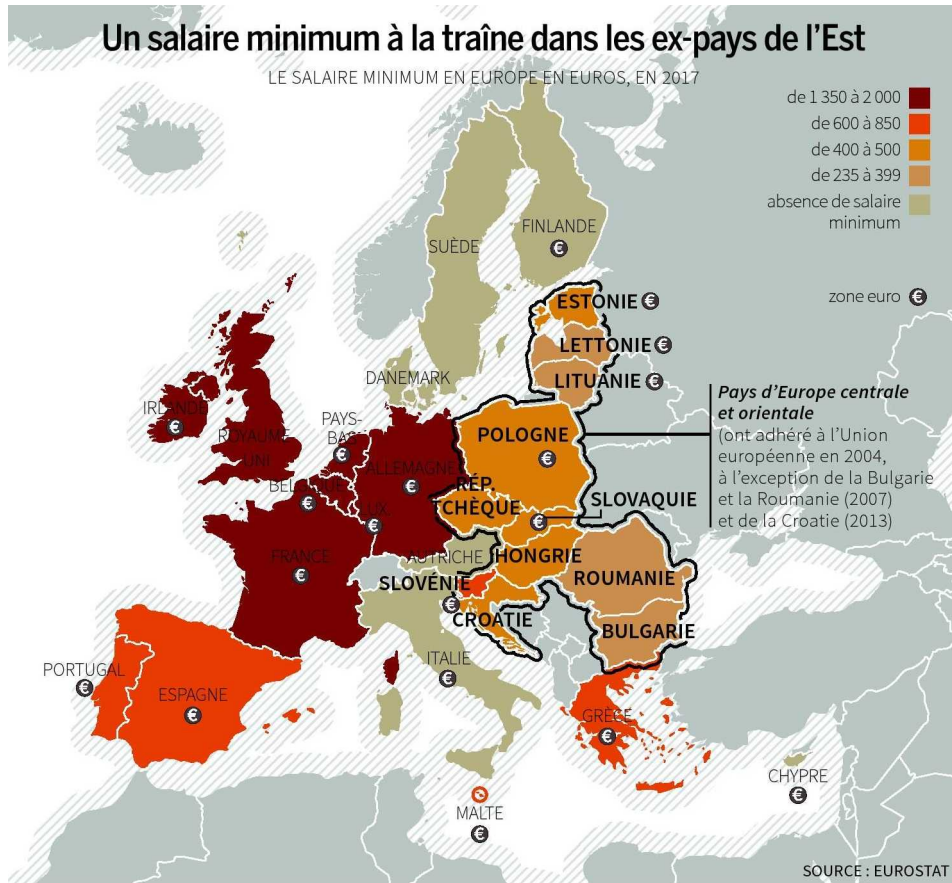 Un salaire minimum à la traîne dans les ex-pays de l'Est
LE SALAIRE MINIMUM EN EUROPE EN EUROS, EN 2017
de 1 350 à 2 000
de 600 à 850
de 400 à 500
de 235 à 399
absence de salaire
minimum
zone euro €
FINLANDE
€
SUÈDE
ESTONIE €
LETTONIE €
LITUANIE €
DANEMARK
Pays d'Europe centrale
et orientale
(ont adhéré à l'Union
européenne en 2004,
à l'exception de la Bulgarie
et la Roumanie (2007)
et de la Croatie (2013)
IRLANDE
€
ROYAUME-
UNI
PAYS-
BAS
€
POLOGNE
€
ALLEMAGNE
€
BELGIQUE
€
RÉP.
TCHÈQUE
SLOVAQUIE
€
LUX.
€
FRANCE
€
AUTRICHE
HONGRIE
SLOVÉNIE
€
ROUMANIE
CROATIE
BULGARIE
ITALIE
€
PORTUGAL
€
ESPAGNE
€
GRÈCE
€
MALTE
€
CHYPRE
€
SOURCE : EUROSTAT